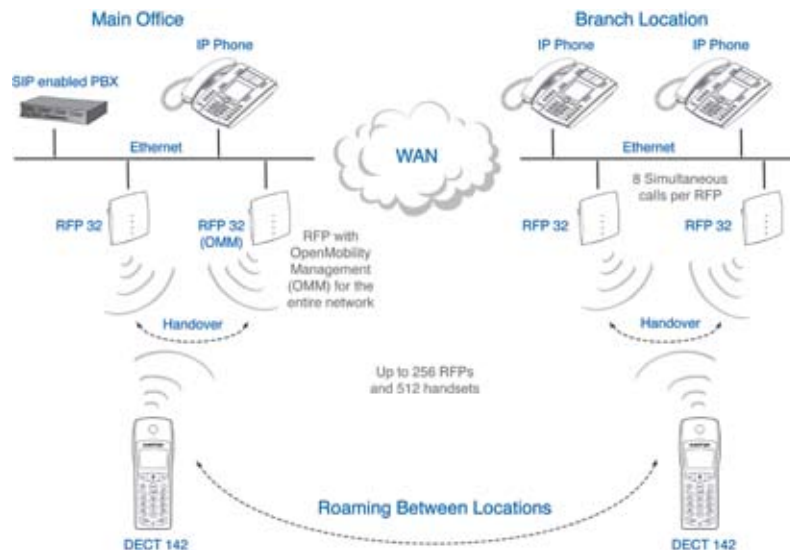 Main Office
Branch Location
IP Phone
IP Phone
IP Phone
SIP enabled PBX
Ethernet
WAN
Ethernet
8 Simultaneous
calls per RFP
RFP 32
RFP 32
(OMM)
RFP with
OpenMobility
Management
(OMM) for the
entire network
RFP 32
RFP 32
Handover
Handover
Up to 256 RFPs
and 512 handsets
Roaming Between Locations
DECT 142
DECT 142